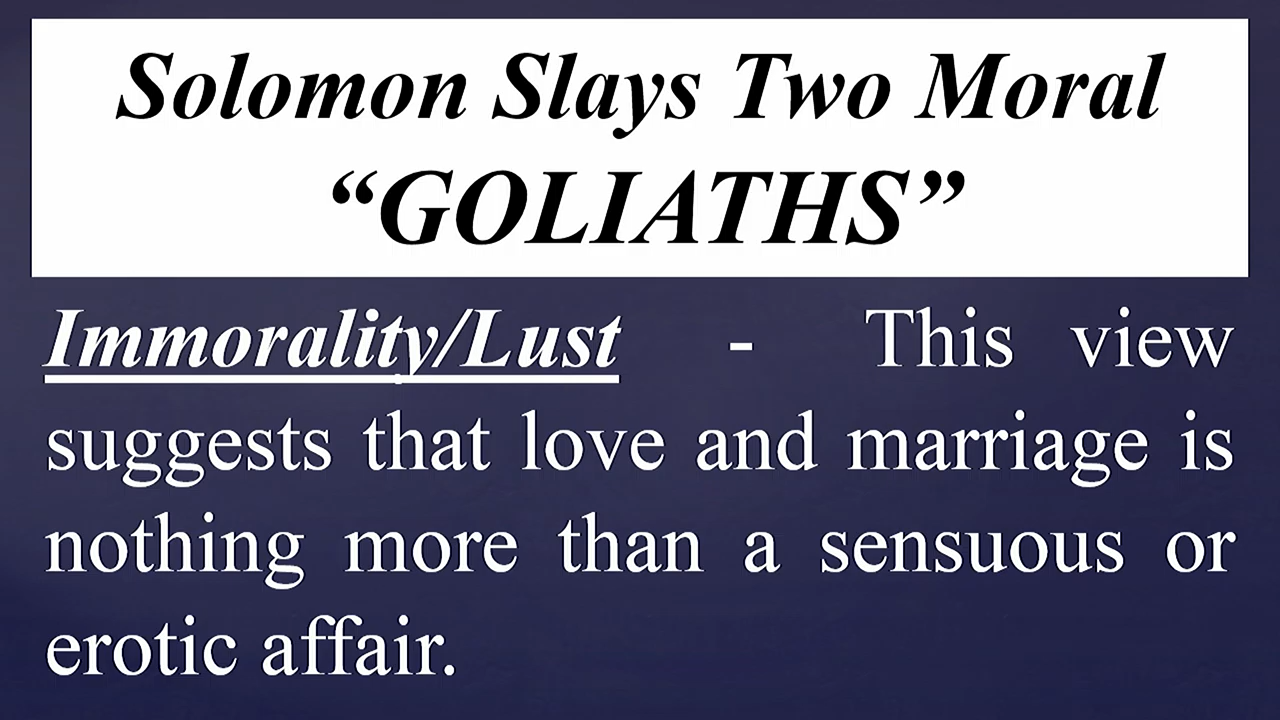 Solomon Slays Two Moral
“GOLIATHS”
Immorality/Lust - This view
suggests that love and marriage is
nothing more than a sensuous or
erotic affair.